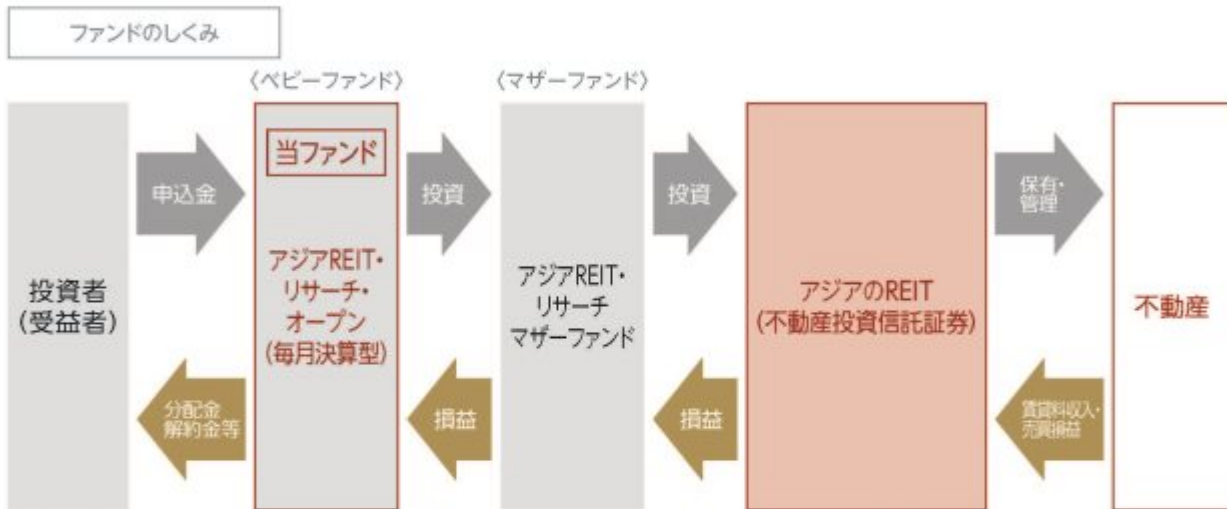 ファンドのしくみ
〈ベビーファンド〉
〈マザーファンド〉
投資者
(受益者)
申込金
分配金
解約金等
当ファンド
アジアREIT・
リサーチ・
オープン
(毎月決算型)
投資
損益
アジアREIT・
リサーチ
マザーファンド
投資
損益
アジアのREIT
(不動産投資信託証券)
保有・
管理
賃貸料収入・
売買損益
不動産